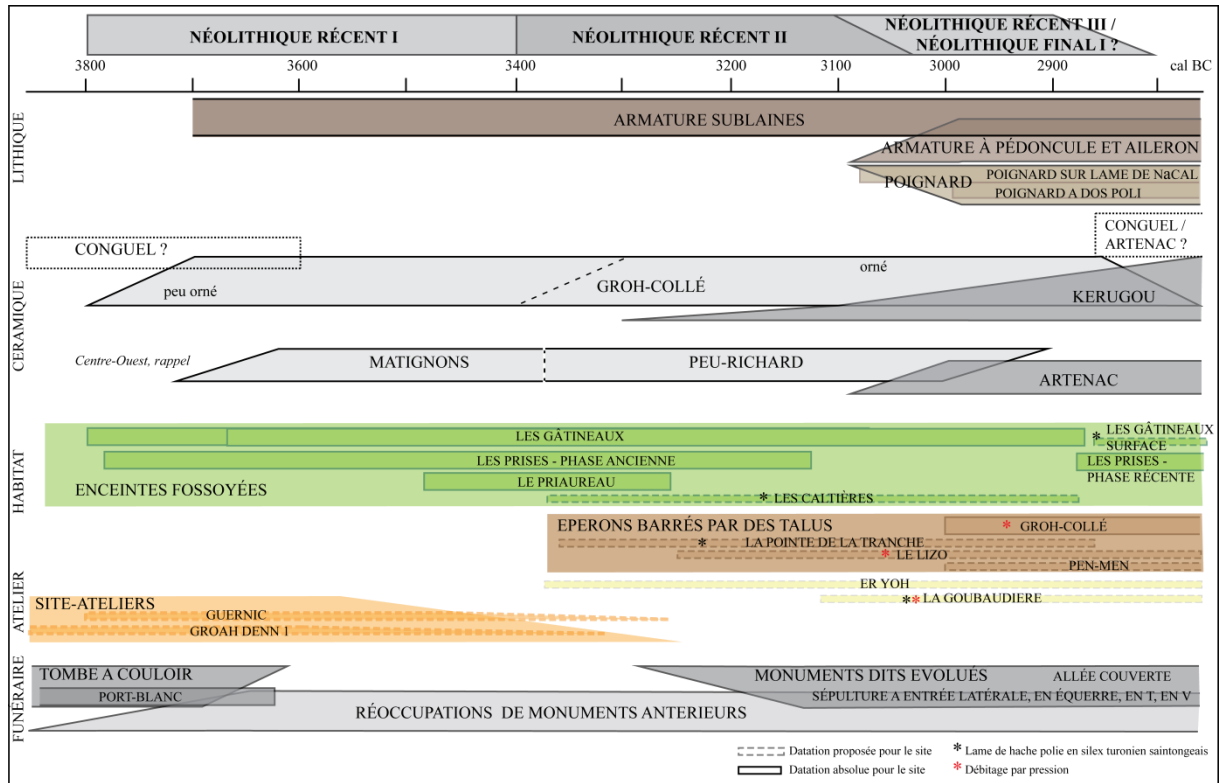 NÉOLITHIQUE RÉCENT I
NÉOLITHIQUE RÉCENT II
NÉOLITHIQUE RÉCENT III /
NÉOLITHIQUE FINAL I ?
3800
3600
3400
3200
3100
3000
2900
cal BC
LITHIQUE
ARMATURE SUBLAINES
ARMATURE À PÉDONCULE ET AILERON
POIGNARD
POIGNARD SUR LAME DE NaCAL
POIGNARD A DOS POLI
CERAMIQUE
CONGUEL ?
CONGUEL /
ARTENAC ?
peu orné
GROH-COLLÉ
orné
KERUGOU
Centre-Ouest, rappel
MATIGNONS
PEU-RICHARD
ARTENAC
HABITAT
LES GÂTINEAUX
* LES GÂTINEAUX
SURFACE
LES PRISES - PHASE ANCIENNE
LES PRISES -
PHASE RÉCENTE
LE PRIAUREAU
ENCEINTES FOSSOYÉES
* LES CALTIÈRES
EPERONS BARRÉS PAR DES TALUS
* GROH-COLLÉ
* LA POINTE DE LA TRANCHE
* LE LIZO
PEN-MEN
ATELIER
ER YOH
** LA GOUBAUDIERE
SITE-ATELIERS
GUERNIC
GROAH DENN 1
FUNÉRAIRE
TOMBE A COULOIR
PORT-BLANC
MONUMENTS DITS EVOLUÉS
ALLÉE COUVERTE
SÉPULTURE A ENTRÉE LATÉRALE, EN ÉQUERRE, EN T, EN V
RÉOCCUPATIONS DE MONUMENTS ANTERIEURS
Datation proposée pour le site
* Lame de hache polie en silex turonien saintongeais
Datation absolue pour le site
* Débitage par pression